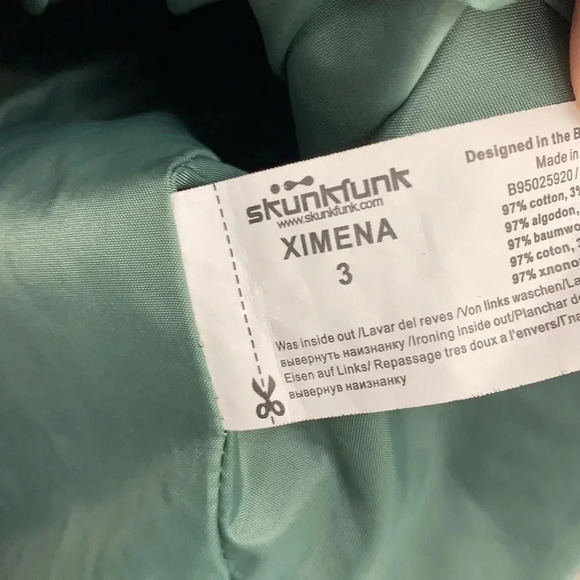 skunkfunk
www.skunkfunk.com
XIMENA
3
Designed in the B
Made in
B95025920/
97% cotton, 3%
97% algodon,
97% baumwo
97% coton, 3
97% хлопо
Was inside out /Lavar del reves /Von links waschen/La
вывернуть наизнанку /Ironing inside out/Planchar de
Eisen auf Links/ Repassage tres doux a l'envers/Гла
вывернув наизнанку